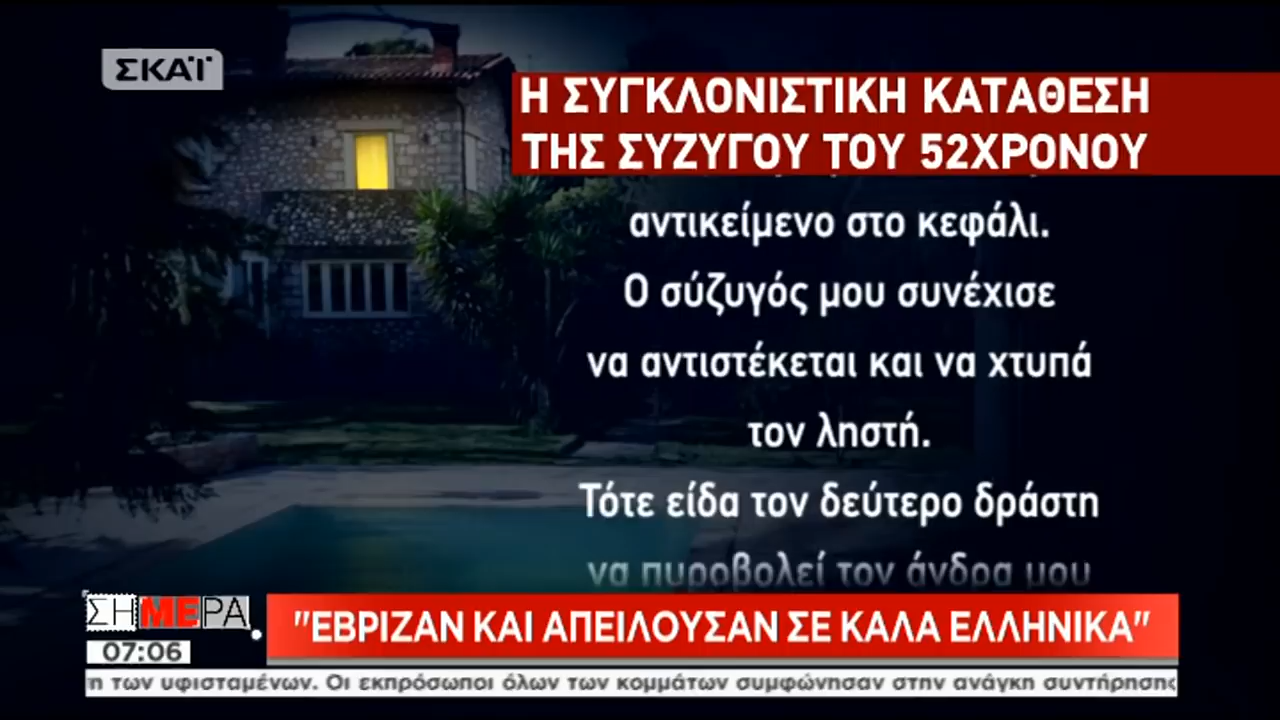 ΣΚΑΪ
Η ΣΥΓΚΛΟΝΙΣΤΙΚΗ ΚΑΤΑΘΕΣΗ
ΤΗΣ ΣΥΖΥΓΟΥ ΤΟΥ 52ΧΡΟΝΟΥ
αντικείμενο στο κεφάλι.
Ο σύζυγός μου συνέχισε
να αντιστέκεται και να χτυπά
τον ληστή.
Τότε είδα τον δεύτερο δράστη
να πυροβολεί τον άνδρα μου
ΣΗΜΕΡΑ.
"ΕΒΡΙΖΑΝ ΚΑΙ ΑΠΕΙΛΟΥΣΑΝ ΣΕ ΚΑΛΑ ΕΛΛΗΝΙΚΑ"
07:06
η των υφισταμένων. Οι εκπρόσωποι όλων των κομμάτων συμφώνησαν στην ανάγκη συντήρησης